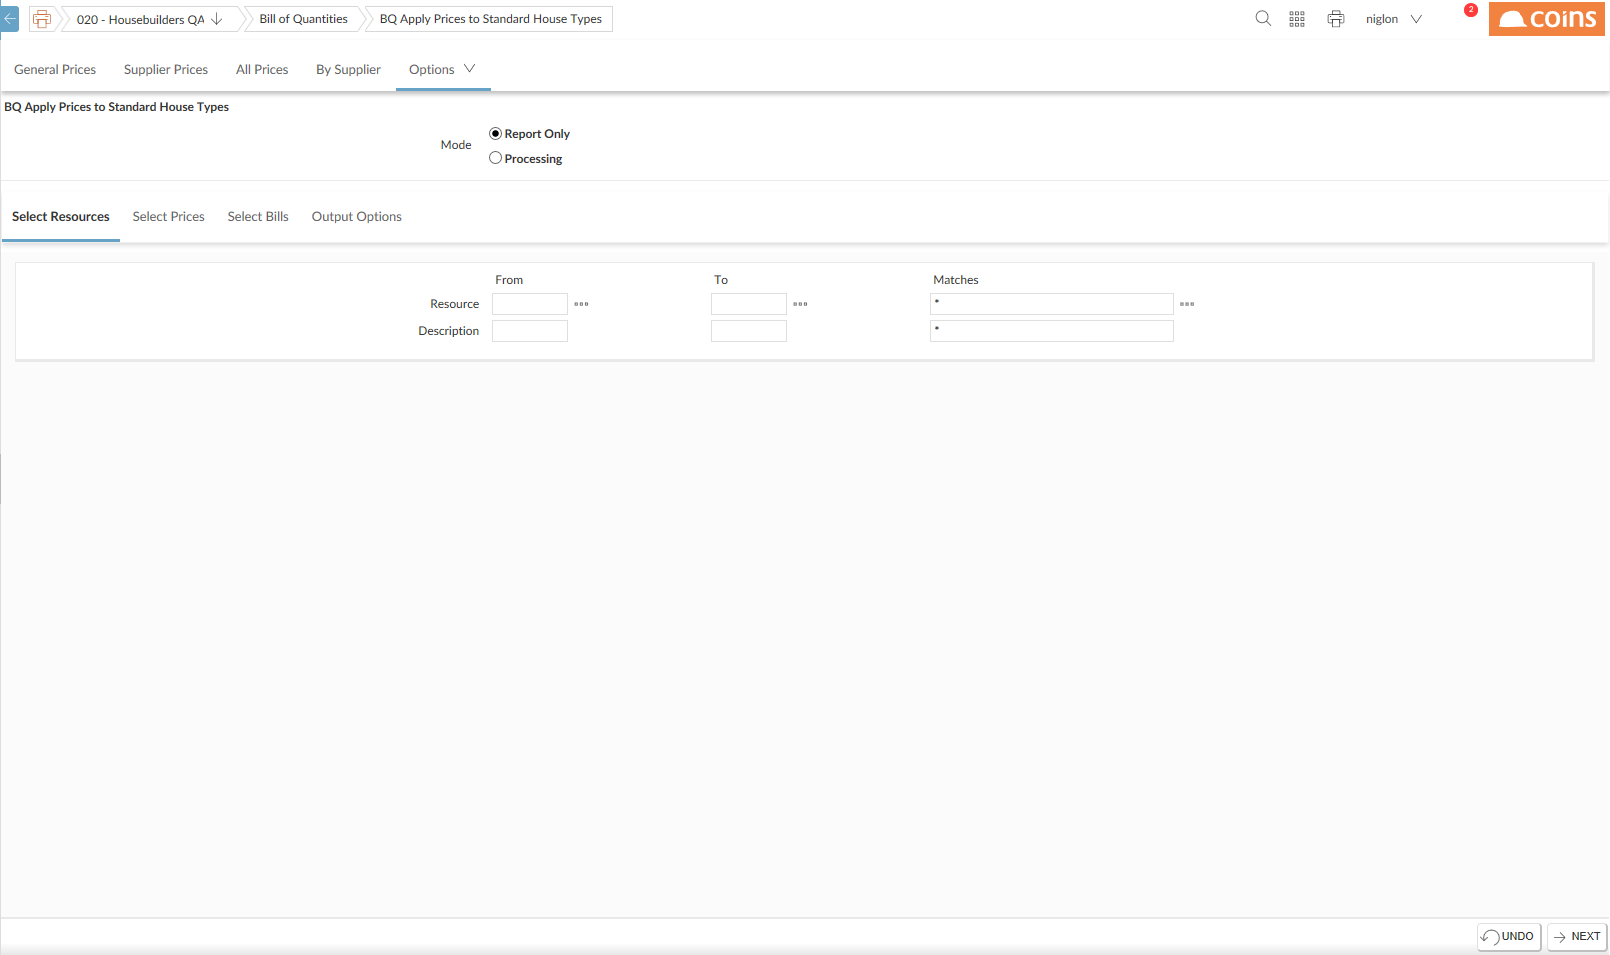 020 - Housebuilders QA
Bill of Quantities
BQ Apply Prices to Standard House Types
niglon
2
coins
General Prices
Supplier Prices
All Prices
By Supplier
Options
BQ Apply Prices to Standard House Types
Mode
Report Only
Processing
Select Resources
Select Prices
Select Bills
Output Options
From
To
Matches
Resource
*
Description
*
UNDO
NEXT